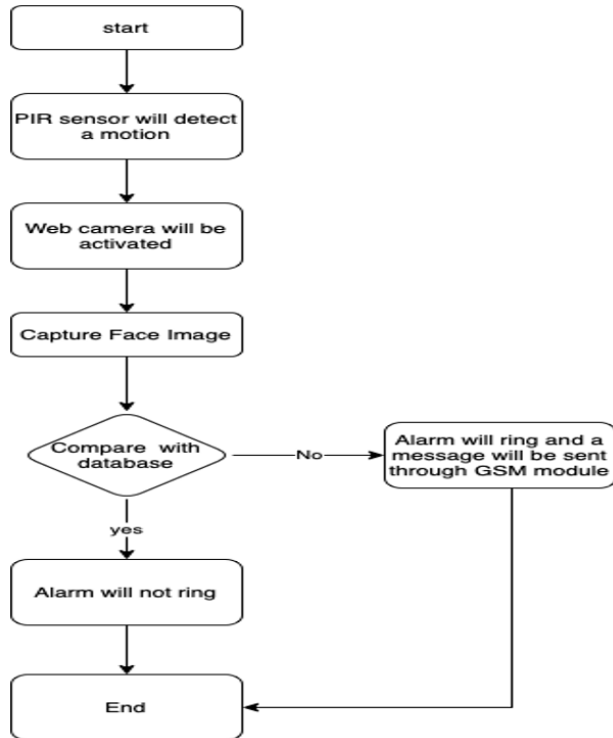 start
PIR sensor will detect
a motion
Web camera will be
activated
Capture Face Image
Compare with
database
No
Alarm will ring and a
message will be sent
through GSM module
yes
Alarm will not ring
End